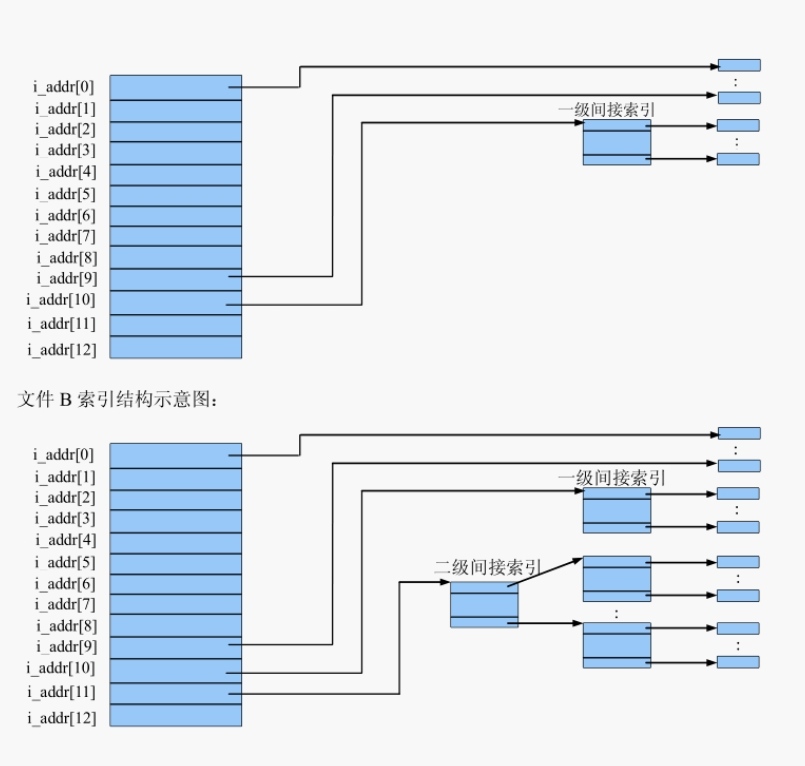 i_addr[0]
i_addr[1]
一级间接索引
i_addr[2]
i_addr[3]
i_addr[4]
i_addr[5]
i_addr[6]
i_addr[7]
i_addr[8]
i_addr[9]
i_addr[10]
i_addr[11]
i_addr[12]
文件 B 索引结构示意图：
i_addr[0]
i_addr[1]
一级间接索引
i_addr[2]
i_addr[3]
i_addr[4]
i_addr[5]
二级间接索引
i_addr[6]
i_addr[7]
i_addr[8]
i_addr[9]
i_addr[10]
i_addr[11]
i_addr[12]